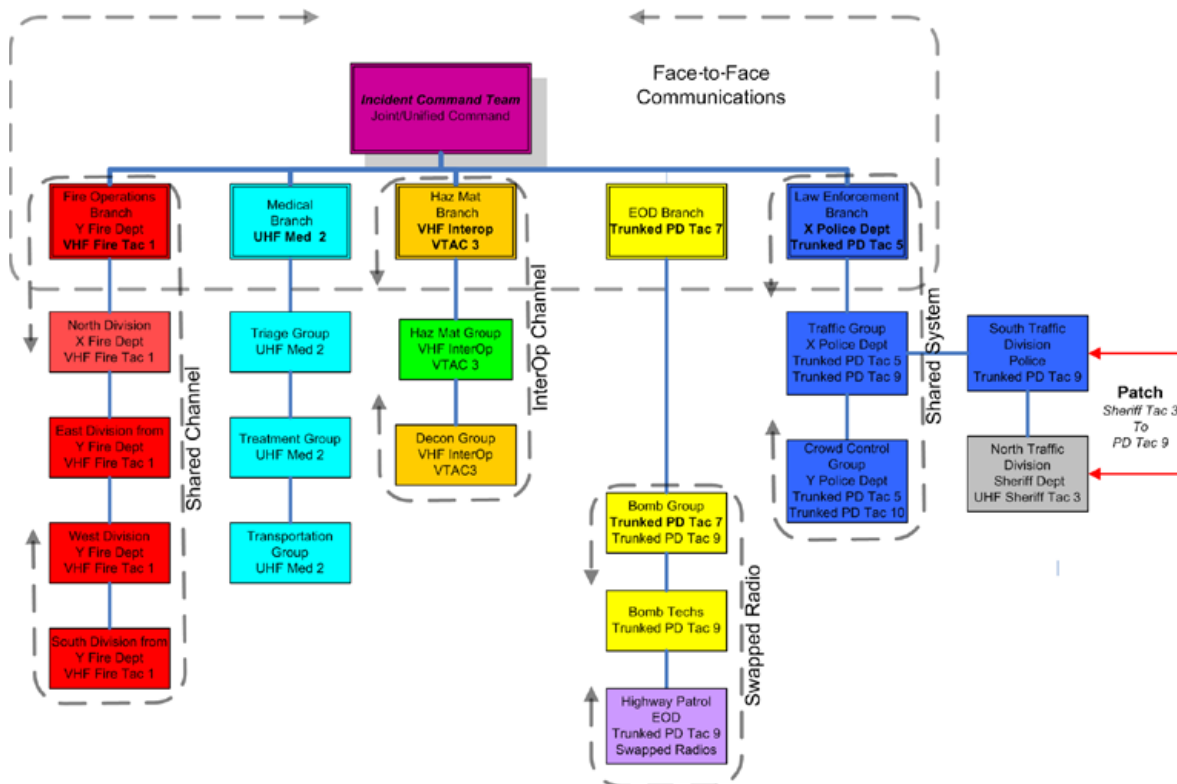 Face-to-Face
Communications
Incident Command Team
Joint/Unified Command
Fire Operations
Branch
Y Fire Dept
VHF Fire Tac 1
Medical
Branch
UHF Med 2
Haz Mat
Branch
VHF Interop
VTAC 3
EOD Branch
Trunked PD Tac 7
Law Enforcement
Branch
X Police Dept
Trunked PD Tac 5
North Division
X Fire Dept
VHF Fire Tac 1
Triage Group
UHF Med 2
Haz Mat Group
VHF InterOp
VTAC 3
Traffic Group
X Police Dept
Trunked PD Tac 5
Trunked PD Tac 9
South Traffic
Division
Police
Trunked PD Tac 9
Patch
Sheriff Tac 3
To
PD Tac 9
East Division from
Y Fire Dept
VHF Fire Tac 1
Treatment Group
UHF Med 2
Decon Group
VHF InterOp
VTAC3
Crowd Control
Group
Y Police Dept
Trunked PD Tac 5
Trunked PD Tac 10
North Traffic
Division
Sheriff Dept
UHF Sheriff Tac 3
West Division
Y Fire Dept
VHF Fire Tac 1
Transportation
Group
UHF Med 2
Bomb Group
Trunked PD Tac 7
Trunked PD Tac 9
Bomb Techs
Trunked PD Tac 9
South Division from
Y Fire Dept
VHF Fire Tac 1
Highway Patrol
EOD
Trunked PD Tac 9
Swapped Radios
Shared Channel
InterOp Channel
Swapped Radio
Shared System